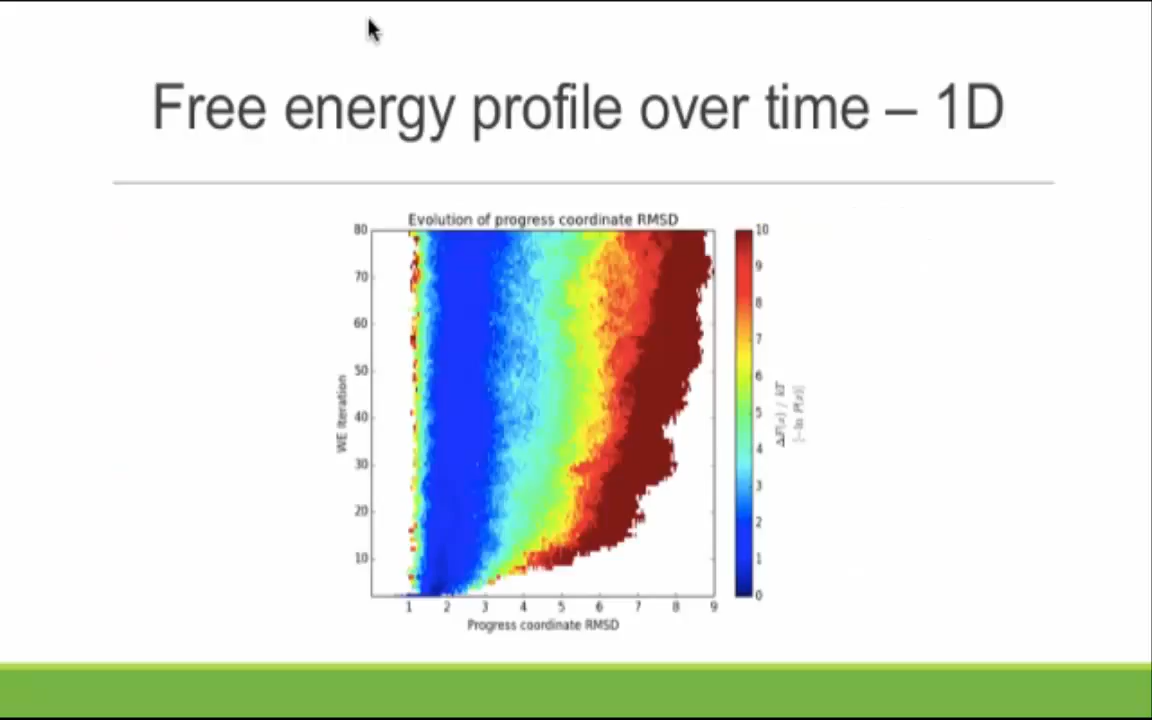 Free energy profile over time – 1D
Evolution of progress coordinate RMSD
80
70
60
50
40
30
20
10
WE Iteration
1 2 3 4 5 6 7 8 9
Progress coordinate RMSD
10
9
8
7
6
5
4
3
2
1
0
ΔF(x) / kT
[−ln P(x)]